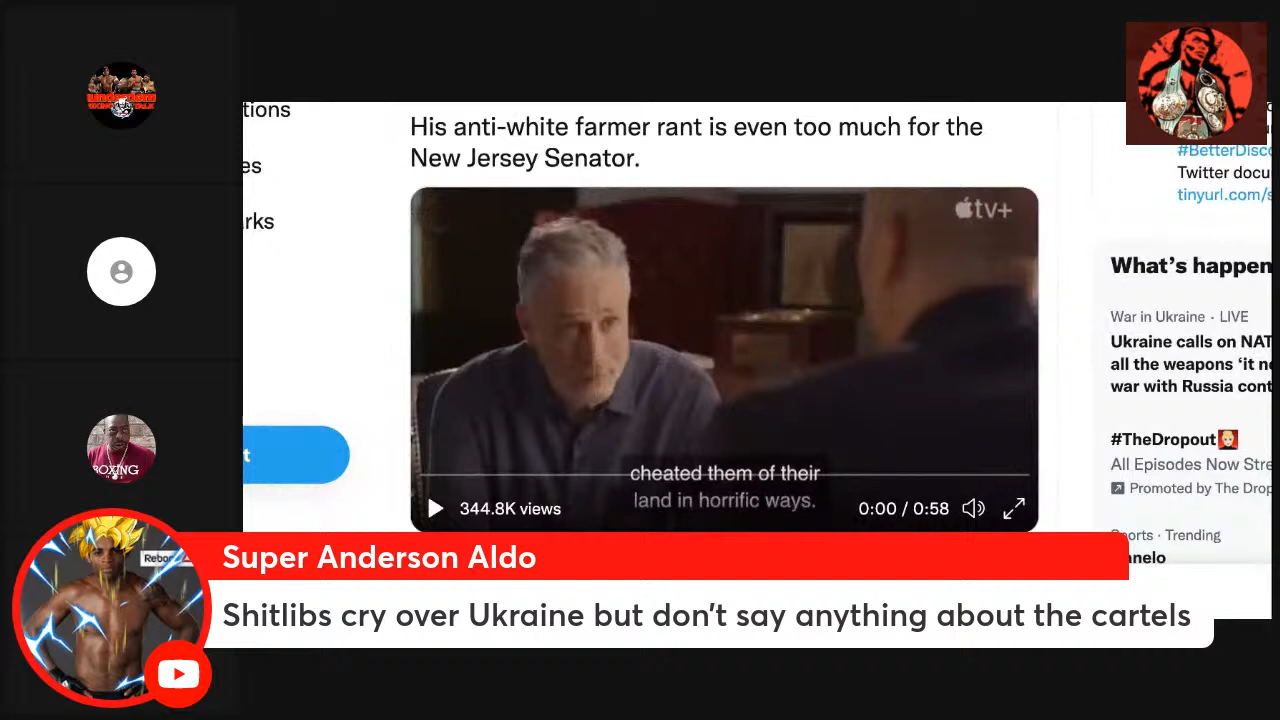 tions
es
rks
t
His anti-white farmer rant is even too much for the
New Jersey Senator.
tv+
cheated them of their
land in horrific ways.
344.8K views
0:00 / 0:58
#BetterDisco
Twitter docu
tinyurl.com/s
What's happen
War in Ukraine · LIVE
Ukraine calls on NAT
all the weapons 'it ne
war with Russia cont
#TheDropout
All Episodes Now Stre
Promoted by The Drop
Sports · Trending
anelo
BOXING
Rebo
Super Anderson Aldo
Shitlibs cry over Ukraine but don't say anything about the cartels